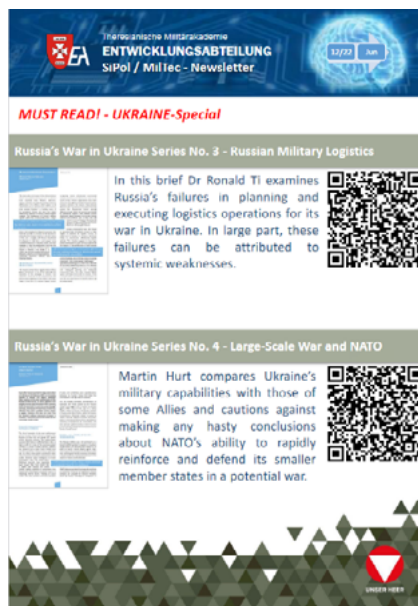 Theresianische Militärakademie
EA
ENTWICKLUNGSABTEILUNG
SiPol / MilTec - Newsletter
12/22
Jun
MUST READ! - UKRAINE-Special
Russia's War in Ukraine Series No. 3 - Russian Military Logistics
In this brief Dr Ronald Ti examines
Russia's failures in planning and
executing logistics operations for its
war in Ukraine. In large part, these
failures can be attributed to
systemic weaknesses.
Russia's War in Ukraine Series No. 4 - Large-Scale War and NATO
Martin Hurt compares Ukraine's
military capabilities with those of
some Allies and cautions against
making any hasty conclusions
about NATO's ability to rapidly
reinforce and defend its smaller
member states in a potential war.
UNSER HEER